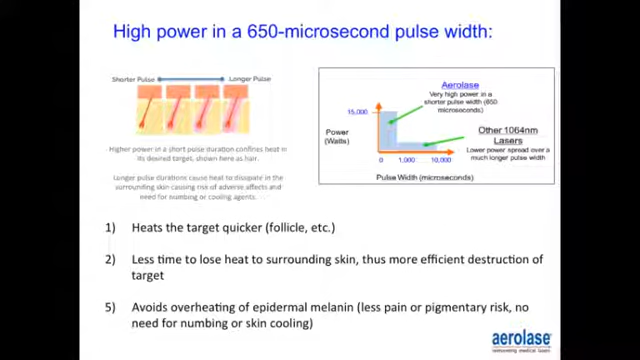 High power in a 650-microsecond pulse width:
Shorter Pulse
Longer Pulse
Higher power in a short pulse duration confines heat in
its desired target, shown here as hair.
Longer pulse durations cause heat to dissipate in the
surrounding skin causing risk of adverse affects and
need for numbing or cooling agents.
Aerolase
Very high power in a
shorter pulse width (650
microseconds)
15,000
Power
(Watts)
Other 1064nm
Lasers
Lower power spread over a
much longer pulse width
0 1,000 10,000
Pulse Width (microseconds)
1) Heats the target quicker (follicle, etc.)
2) Less time to lose heat to surrounding skin, thus more efficient destruction of
target
5) Avoids overheating of epidermal melanin (less pain or pigmentary risk, no
need for numbing or skin cooling)
aerolase
reinventing medical lasers